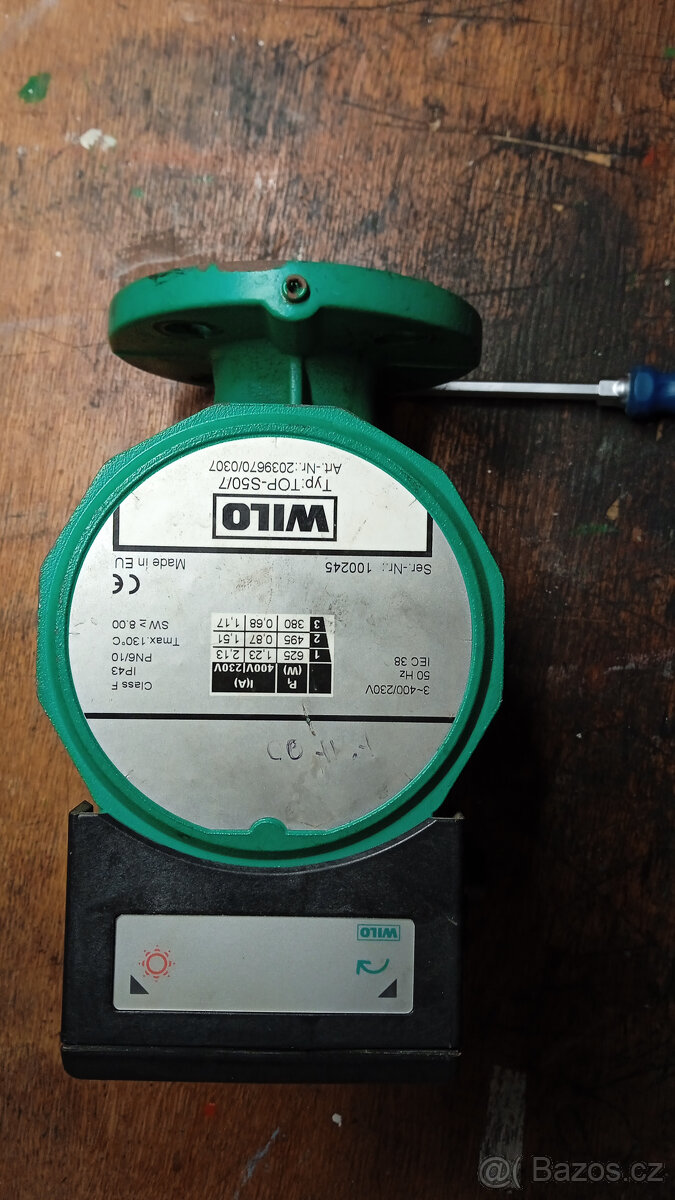 WILO
Typ:TOP-S50/7
Art.-Nr.:2039670/0307
Ser.-Nr.: 100245
Made in EU
CE
3~400/230V
50 Hz
IEC 38
P1 (W) I(A) 400V/230V
1 625 1,23 2,13
2 495 0,87 1,51
3 380 0,68 1,17
Class F
IP43
PN6/10
Tmax.130°C
SW ≥ 8.00
WILO
@( Bazos.cz